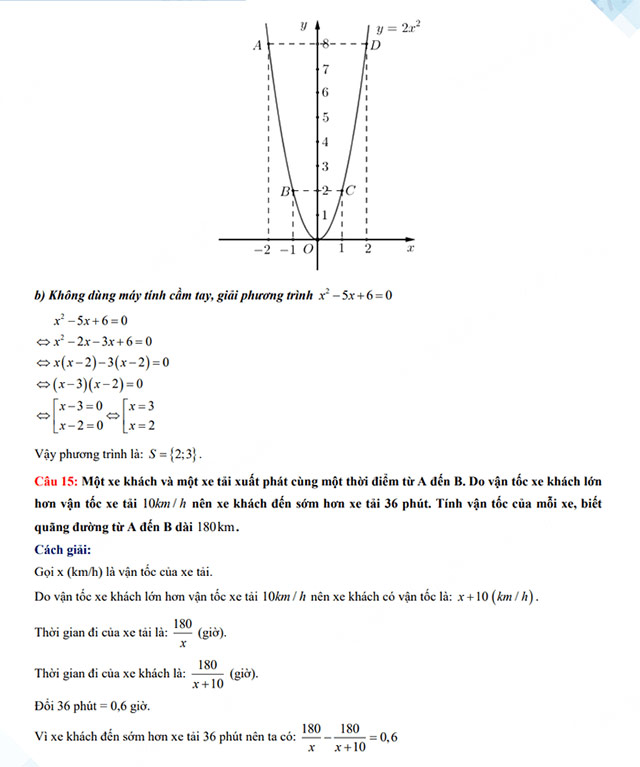 y
y = 2x²
A 8 D
7
6
5
4
3
B 2 C
1
−2 −1 O 1 2 x
b) Không dùng máy tính cầm tay, giải phương trình x² − 5x + 6 = 0
x² − 5x + 6 = 0
⇔ x² − 2x − 3x + 6 = 0
⇔ x(x − 2) − 3(x − 2) = 0
⇔ (x − 3)(x − 2) = 0
⇔ [x − 3 = 0 ⇔ [x = 3
[x − 2 = 0 [x = 2
Vậy phương trình là: S = {2;3}.
Câu 15: Một xe khách và một xe tải xuất phát cùng một thời điểm từ A đến B. Do vận tốc xe khách lớn
hơn vận tốc xe tải 10km / h nên xe khách đến sớm hơn xe tải 36 phút. Tính vận tốc của mỗi xe, biết
quãng đường từ A đến B dài 180km.
Cách giải:
Gọi x (km/h) là vận tốc của xe tải.
Do vận tốc xe khách lớn hơn vận tốc xe tải 10km / h nên xe khách có vận tốc là: x + 10 (km / h).
Thời gian đi của xe tải là: 180/x (giờ).
Thời gian đi của xe khách là: 180/(x + 10) (giờ).
Đổi 36 phút = 0,6 giờ.
Vì xe khách đến sớm hơn xe tải 36 phút nên ta có: 180/x − 180/(x + 10) = 0,6